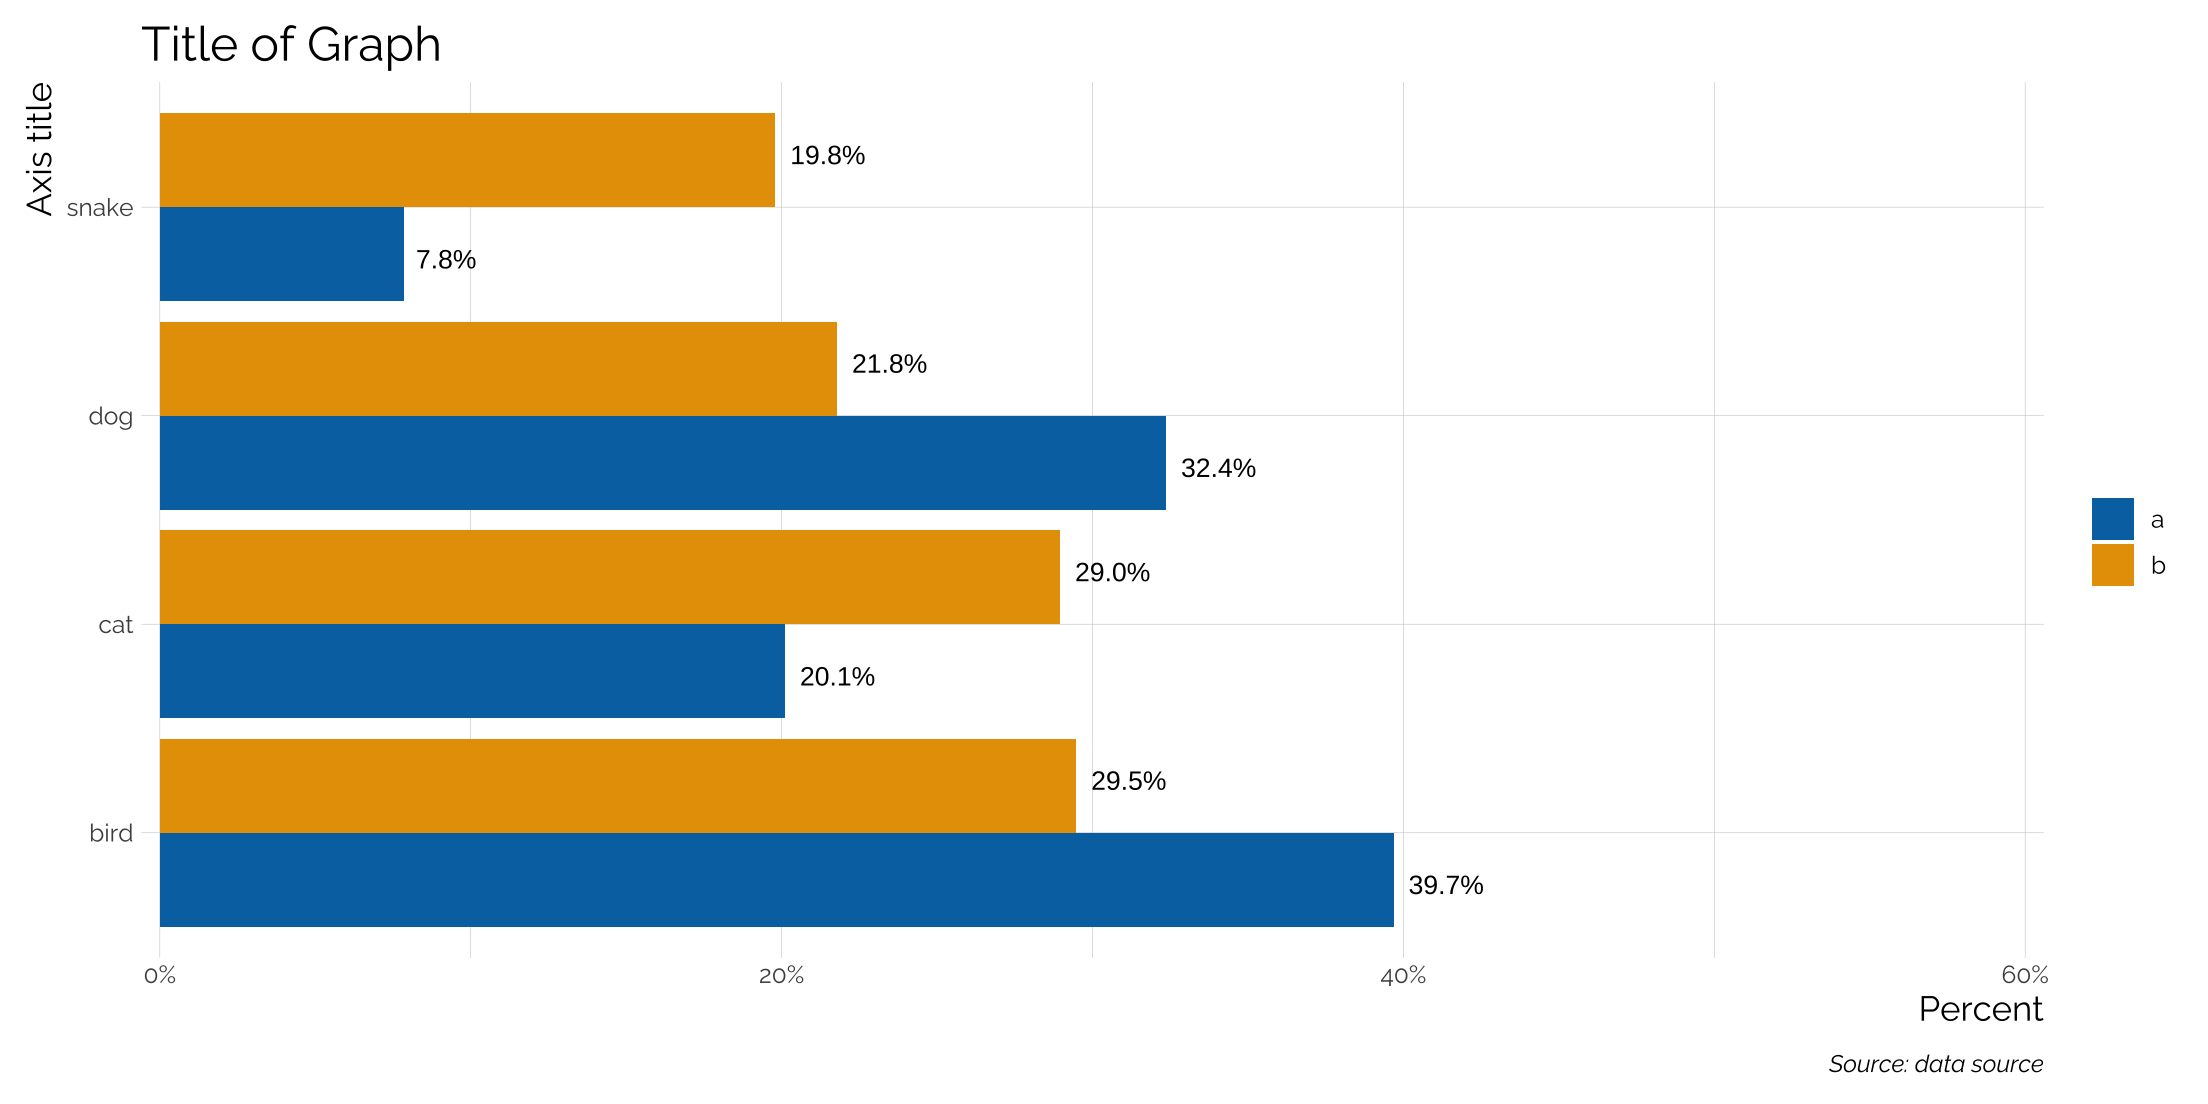 Title of Graph
Axis title
snake
19.8%
7.8%
dog
21.8%
32.4%
cat
29.0%
20.1%
bird
29.5%
39.7%
a
b
0% 20% 40% 60%
Percent
Source: data source